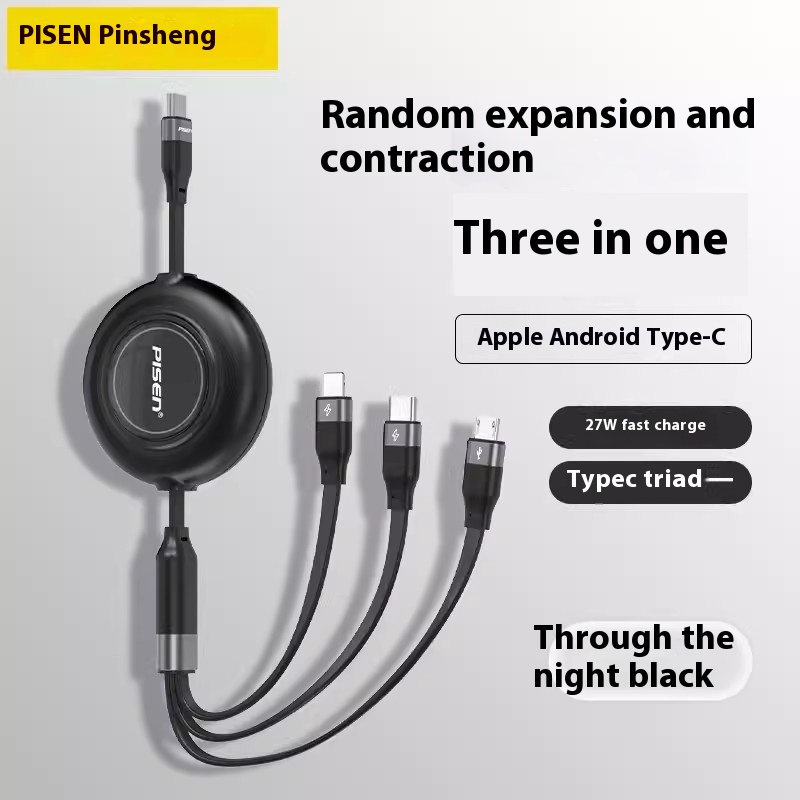 PISEN Pinsheng
Random expansion and
contraction
Three in one
Apple Android Type-C
PISEN®
27W fast charge
Typec triad —
Through the
night black